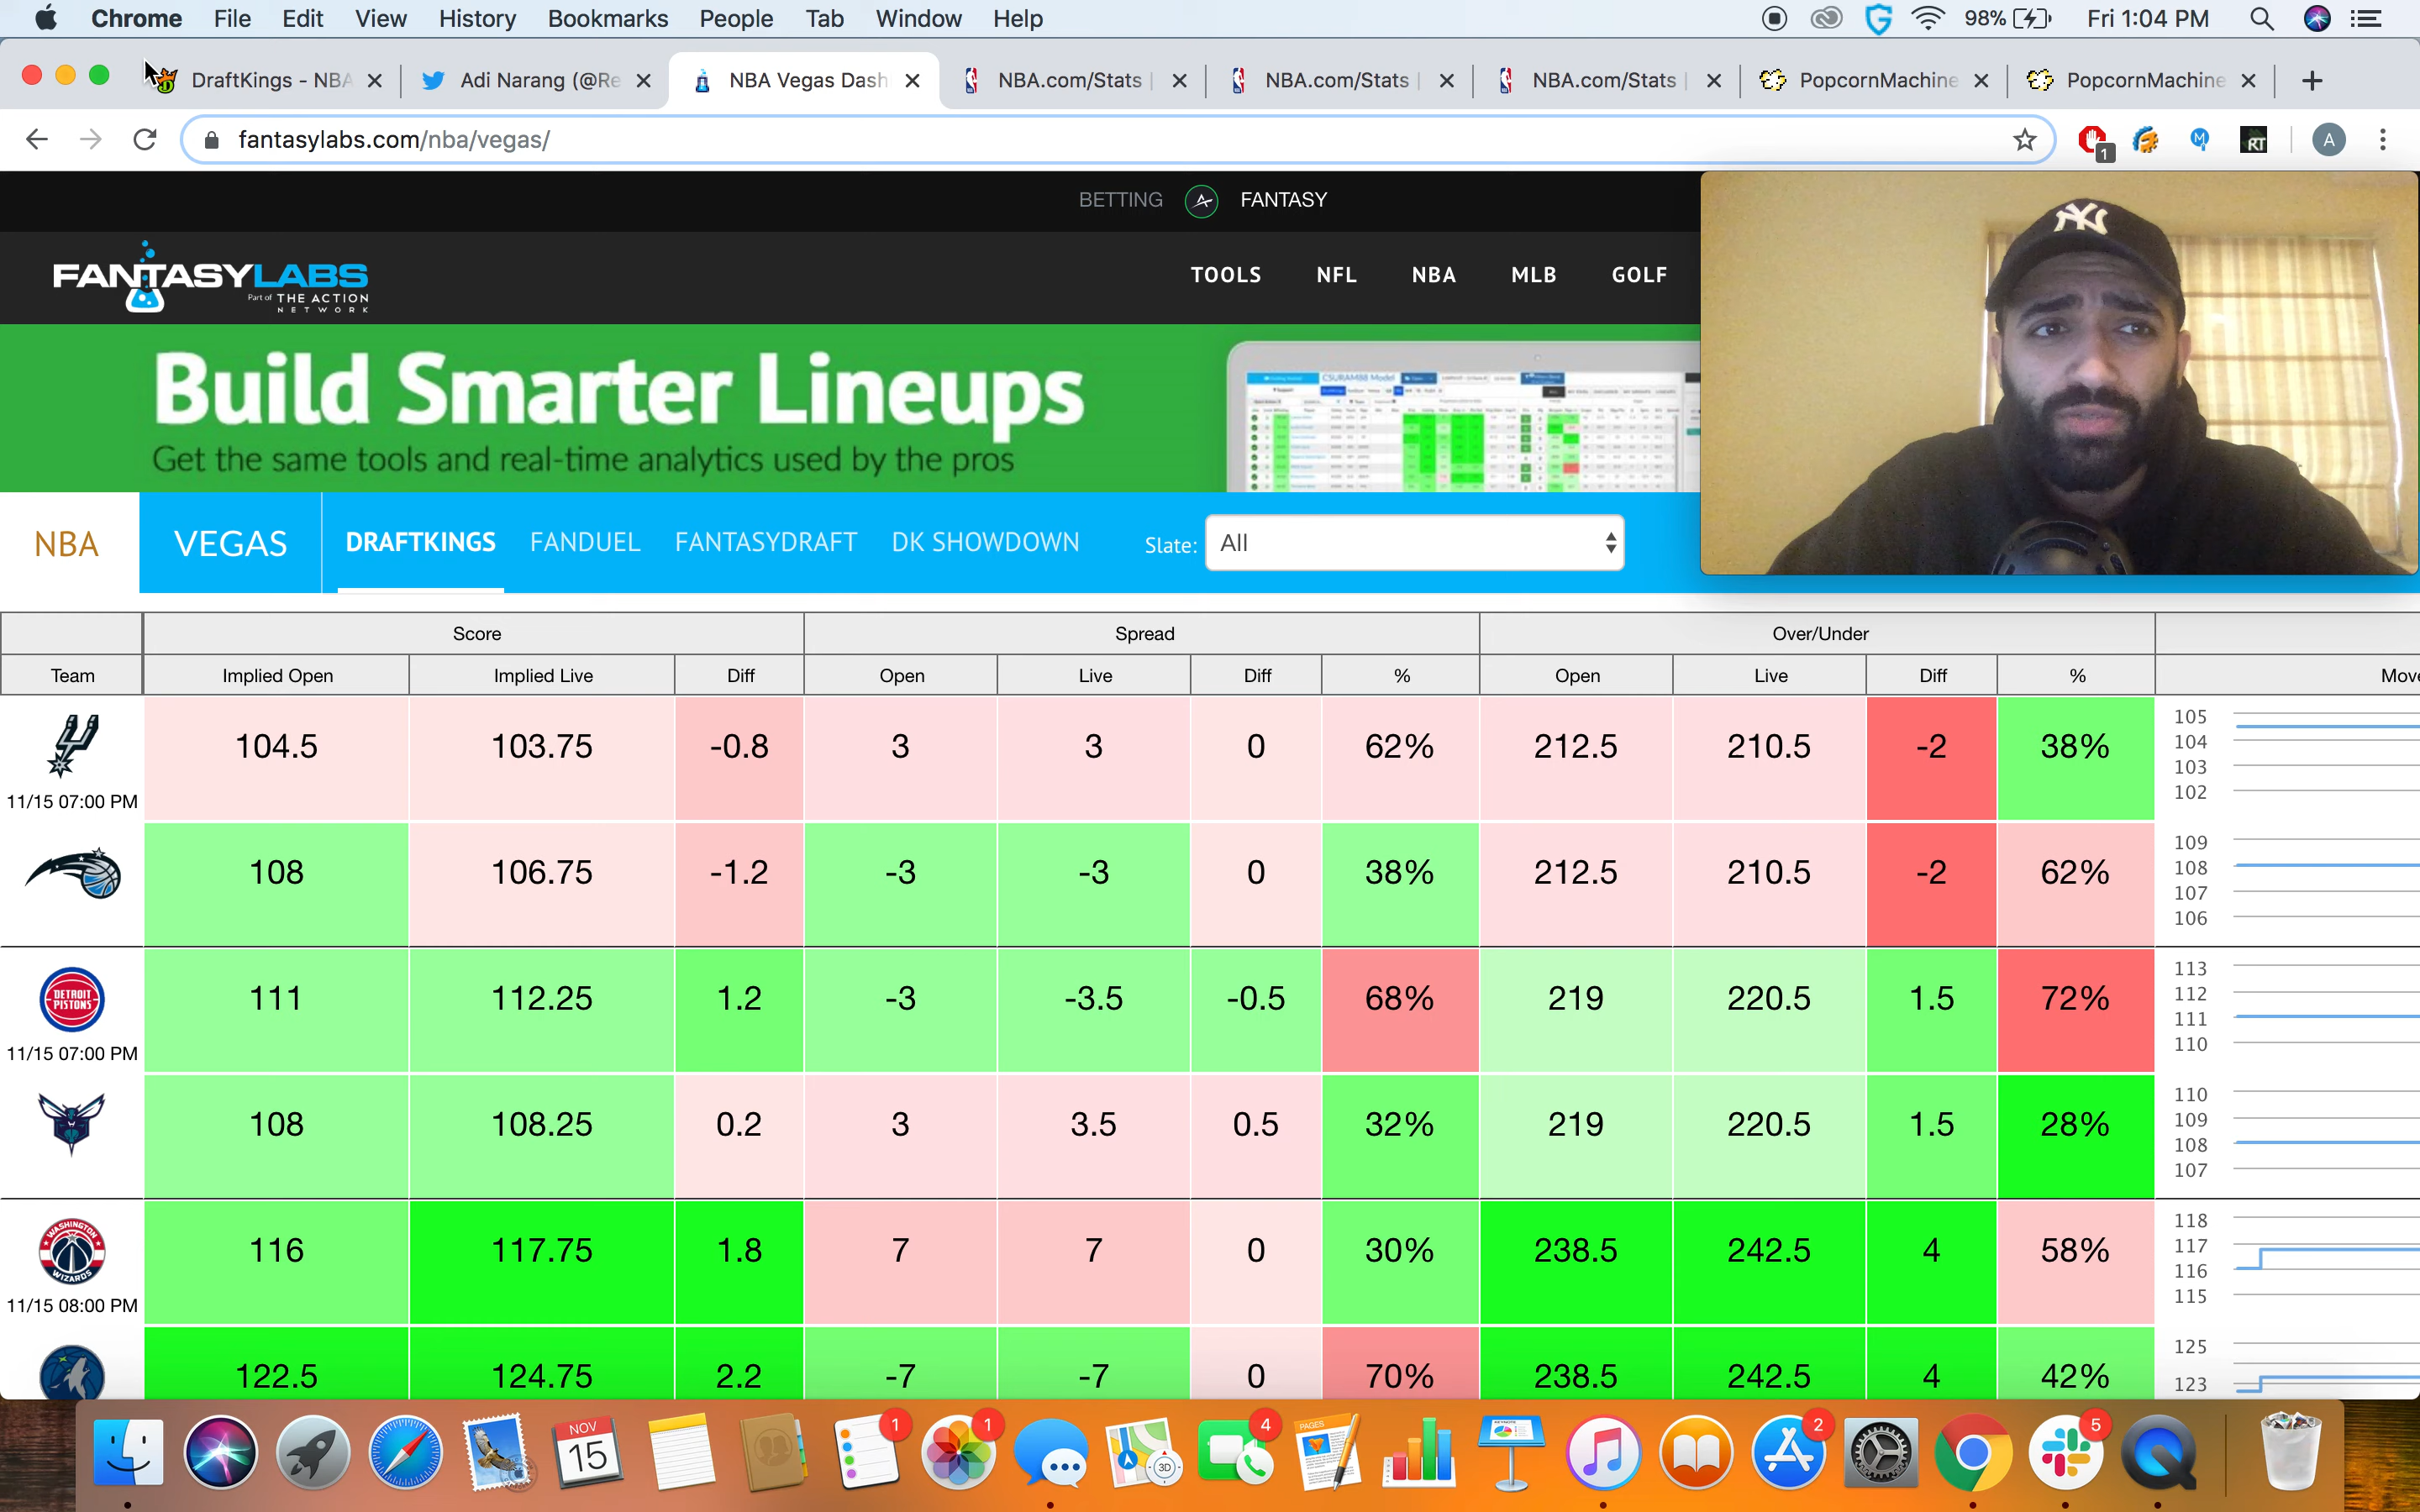 Chrome File Edit View History Bookmarks People Tab Window Help 98% Fri 1:04 PM
DraftKings - NBA Adi Narang (@Re NBA Vegas Dash NBA.com/Stats | NBA.com/Stats | NBA.com/Stats | PopcornMachine PopcornMachine
fantasylabs.com/nba/vegas/ 1 RT A
BETTING FANTASY
FANTASYLABS
Part of THE ACTION
NETWORK
TOOLS NFL NBA MLB GOLF
NY
Build Smarter Lineups
Get the same tools and real-time analytics used by the pros
CSURAM88 Model
NBA VEGAS DRAFTKINGS FANDUEL FANTASYDRAFT DK SHOWDOWN Slate: All
Score Spread Over/Under
Team Implied Open Implied Live Diff Open Live Diff % Open Live Diff %
104.5 103.75 -0.8 3 3 0 62% 212.5 210.5 -2 38%
11/15 07:00 PM
105
104
103
102
108 106.75 -1.2 -3 -3 0 38% 212.5 210.5 -2 62%
109
108
107
106
DETROIT
PISTONS
111 112.25 1.2 -3 -3.5 -0.5 68% 219 220.5 1.5 72%
11/15 07:00 PM
113
112
111
110
108 108.25 0.2 3 3.5 0.5 32% 219 220.5 1.5 28%
110
109
108
107
WASHINGTON
WIZARDS
116 117.75 1.8 7 7 0 30% 238.5 242.5 4 58%
11/15 08:00 PM
118
117
116
115
122.5 124.75 2.2 -7 -7 0 70% 238.5 242.5 4 42%
125
123
NOV
15
1
1
3D
4
PAGES
2
5